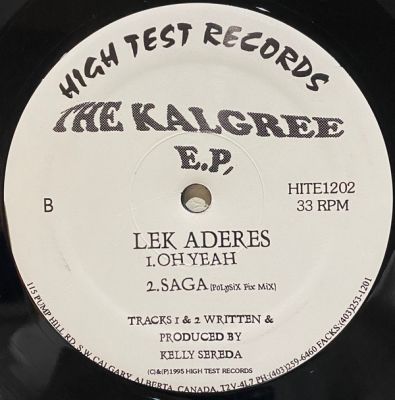 HIGH TEST RECORDS
THE KALGREE
E.P,
HITE1202
B
33 RPM
LEK ADERES
1.OH YEAH
2.SAGA (PoLySiX Fix MiX)
TRACKS 1 & 2 WRITTEN &
PRODUCED BY
KELLY SEREDA
(C)&(P)1995 HIGH TEST RECORDS
115 PUMP HILL RD. S.W. CALGARY, ALBERTA, CANADA, T2V-4L7 PH:(403)259-6460 FACKS:(403)253-1201